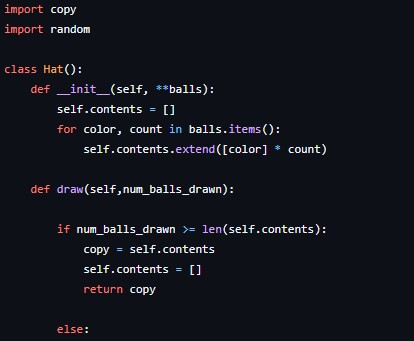 import copy
import random
class Hat():
    def __init__(self, **balls):
        self.contents = []
        for color, count in balls.items():
            self.contents.extend([color] * count)
    def draw(self,num_balls_drawn):
        if num_balls_drawn >= len(self.contents):
            copy = self.contents
            self.contents = []
            return copy
        else: